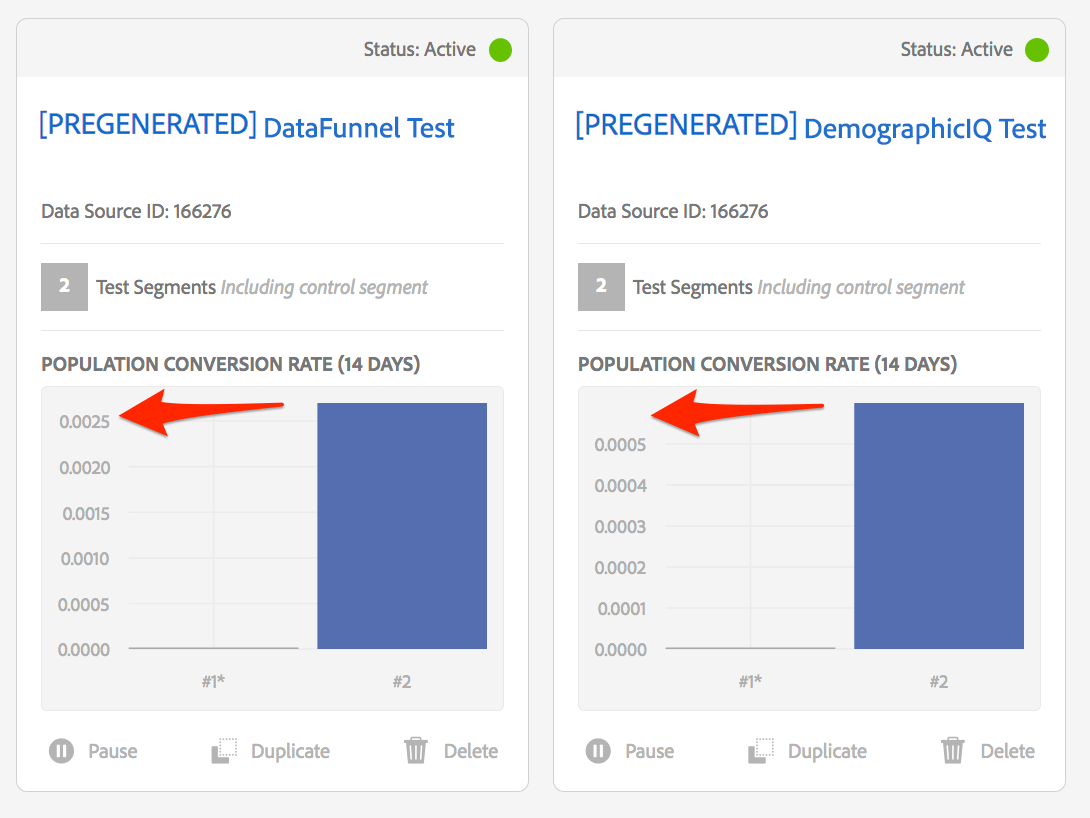 Status: Active
[PREGENERATED] DataFunnel Test
Data Source ID: 166276
2 Test Segments Including control segment
POPULATION CONVERSION RATE (14 DAYS)
0.0025
0.0020
0.0015
0.0010
0.0005
0.0000
#1* #2
Pause Duplicate Delete
Status: Active
[PREGENERATED] DemographicIQ Test
Data Source ID: 166276
2 Test Segments Including control segment
POPULATION CONVERSION RATE (14 DAYS)
0.0005
0.0004
0.0003
0.0002
0.0001
0.0000
#1* #2
Pause Duplicate Delete